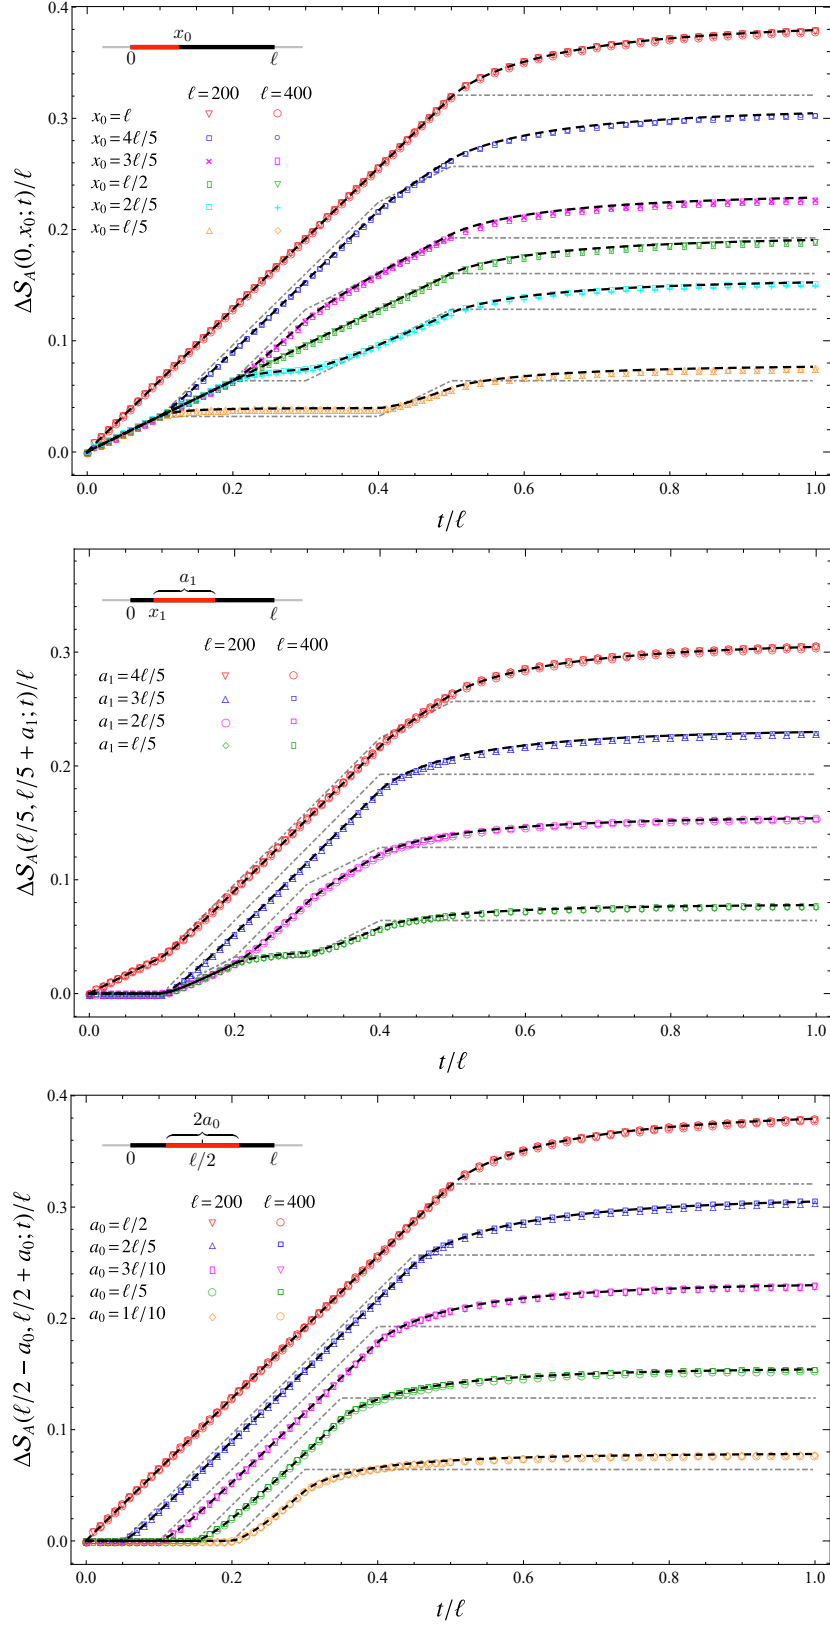 0.4
0.3
0.2
0.1
0.0
ΔS_A(0, x₀; t)/ℓ
x₀
0 ℓ
ℓ = 200 ℓ = 400
x₀ = ℓ
x₀ = 4ℓ/5
x₀ = 3ℓ/5
x₀ = ℓ/2
x₀ = 2ℓ/5
x₀ = ℓ/5
0.0 0.2 0.4 0.6 0.8 1.0
t/ℓ
0.3
0.2
0.1
0.0
ΔS_A(ℓ/5, ℓ/5 + a₁; t)/ℓ
a₁
0 x₁ ℓ
ℓ = 200 ℓ = 400
a₁ = 4ℓ/5
a₁ = 3ℓ/5
a₁ = 2ℓ/5
a₁ = ℓ/5
0.0 0.2 0.4 0.6 0.8 1.0
t/ℓ
0.4
0.3
0.2
0.1
0.0
ΔS_A(ℓ/2 − a₀, ℓ/2 + a₀; t)/ℓ
2a₀
0 ℓ/2 ℓ
ℓ = 200 ℓ = 400
a₀ = ℓ/2
a₀ = 2ℓ/5
a₀ = 3ℓ/10
a₀ = ℓ/5
a₀ = 1ℓ/10
0.0 0.2 0.4 0.6 0.8 1.0
t/ℓ